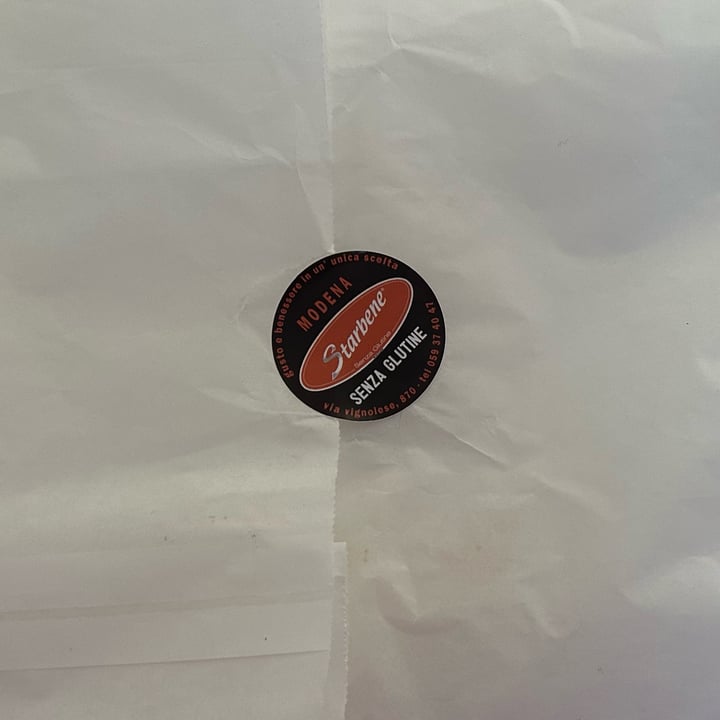 gusto e benessere in un' unica scelta
MODENA
Starbene
Senza Glutine
SENZA GLUTINE
via vignolese, 870 - tel 059 37 40 47